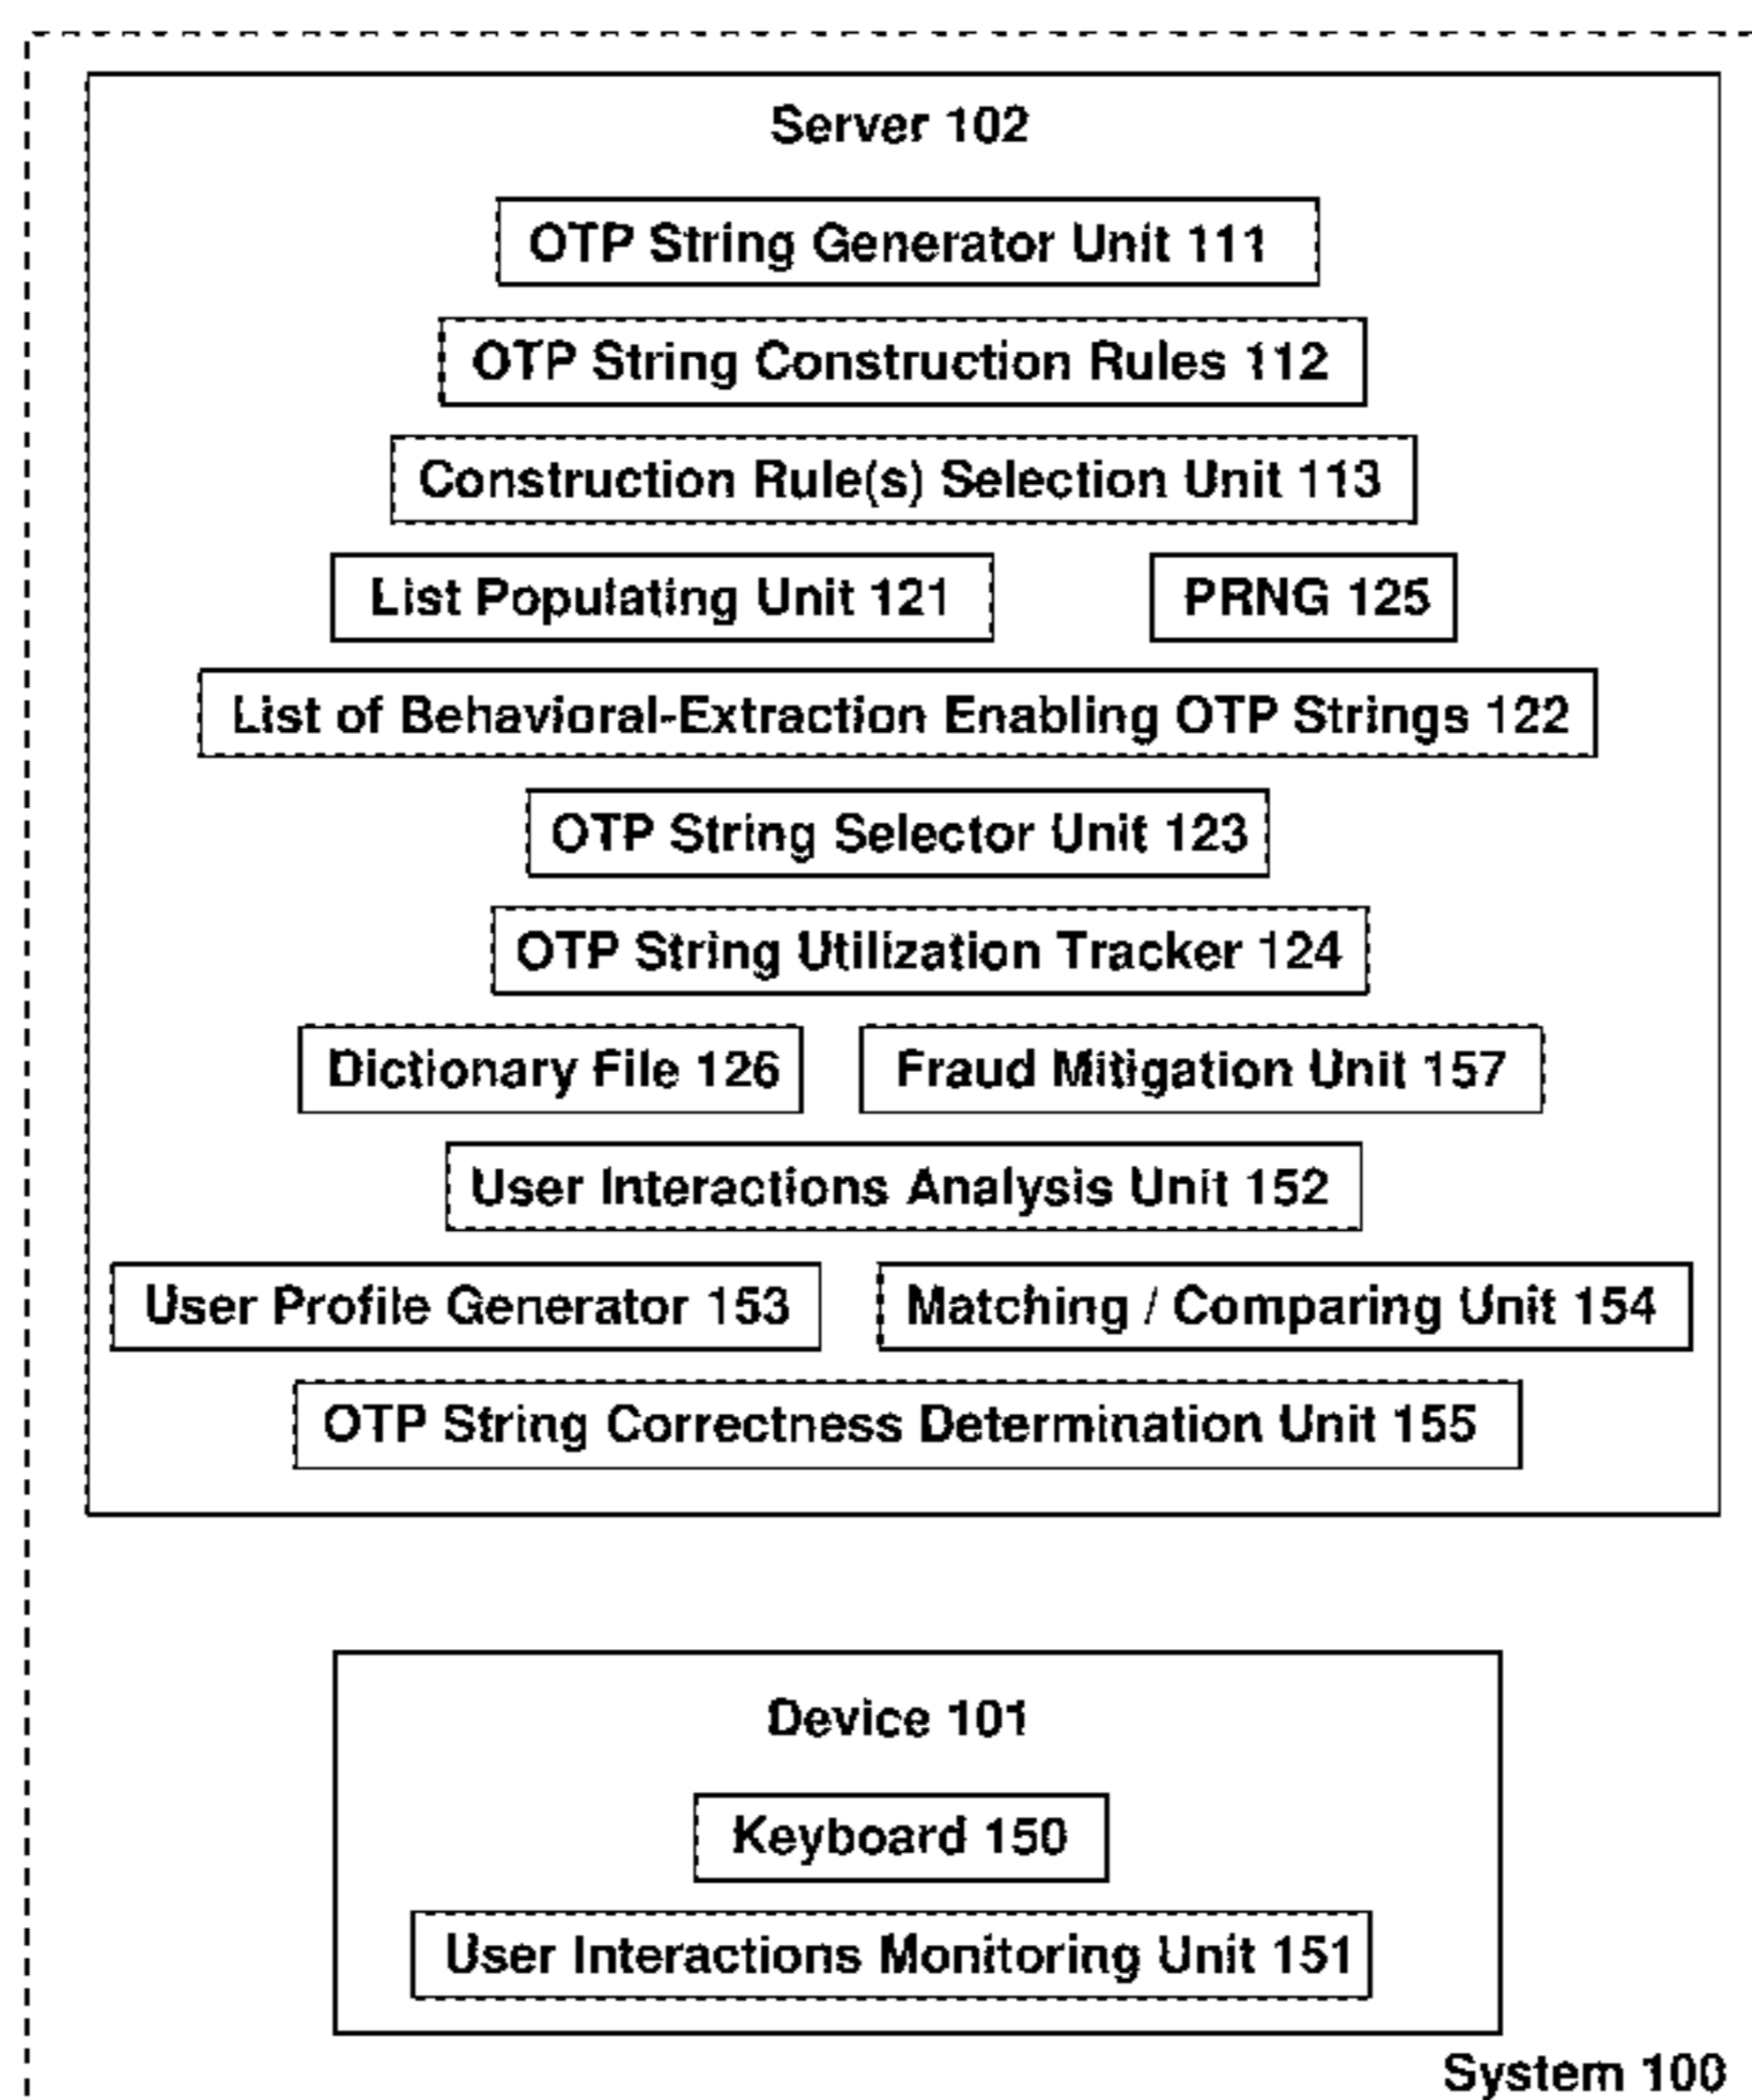 Server 102
OTP String Generator Unit 111
OTP String Construction Rules 112
Construction Rule(s) Selection Unit 113
List Populating Unit 121
PRNG 125
List of Behavioral-Extraction Enabling OTP Strings 122
OTP String Selector Unit 123
OTP String Utilization Tracker 124
Dictionary File 126
Fraud Mitigation Unit 157
User Interactions Analysis Unit 152
User Profile Generator 153
Matching / Comparing Unit 154
OTP String Correctness Determination Unit 155
Device 101
Keyboard 150
User Interactions Monitoring Unit 151
System 100